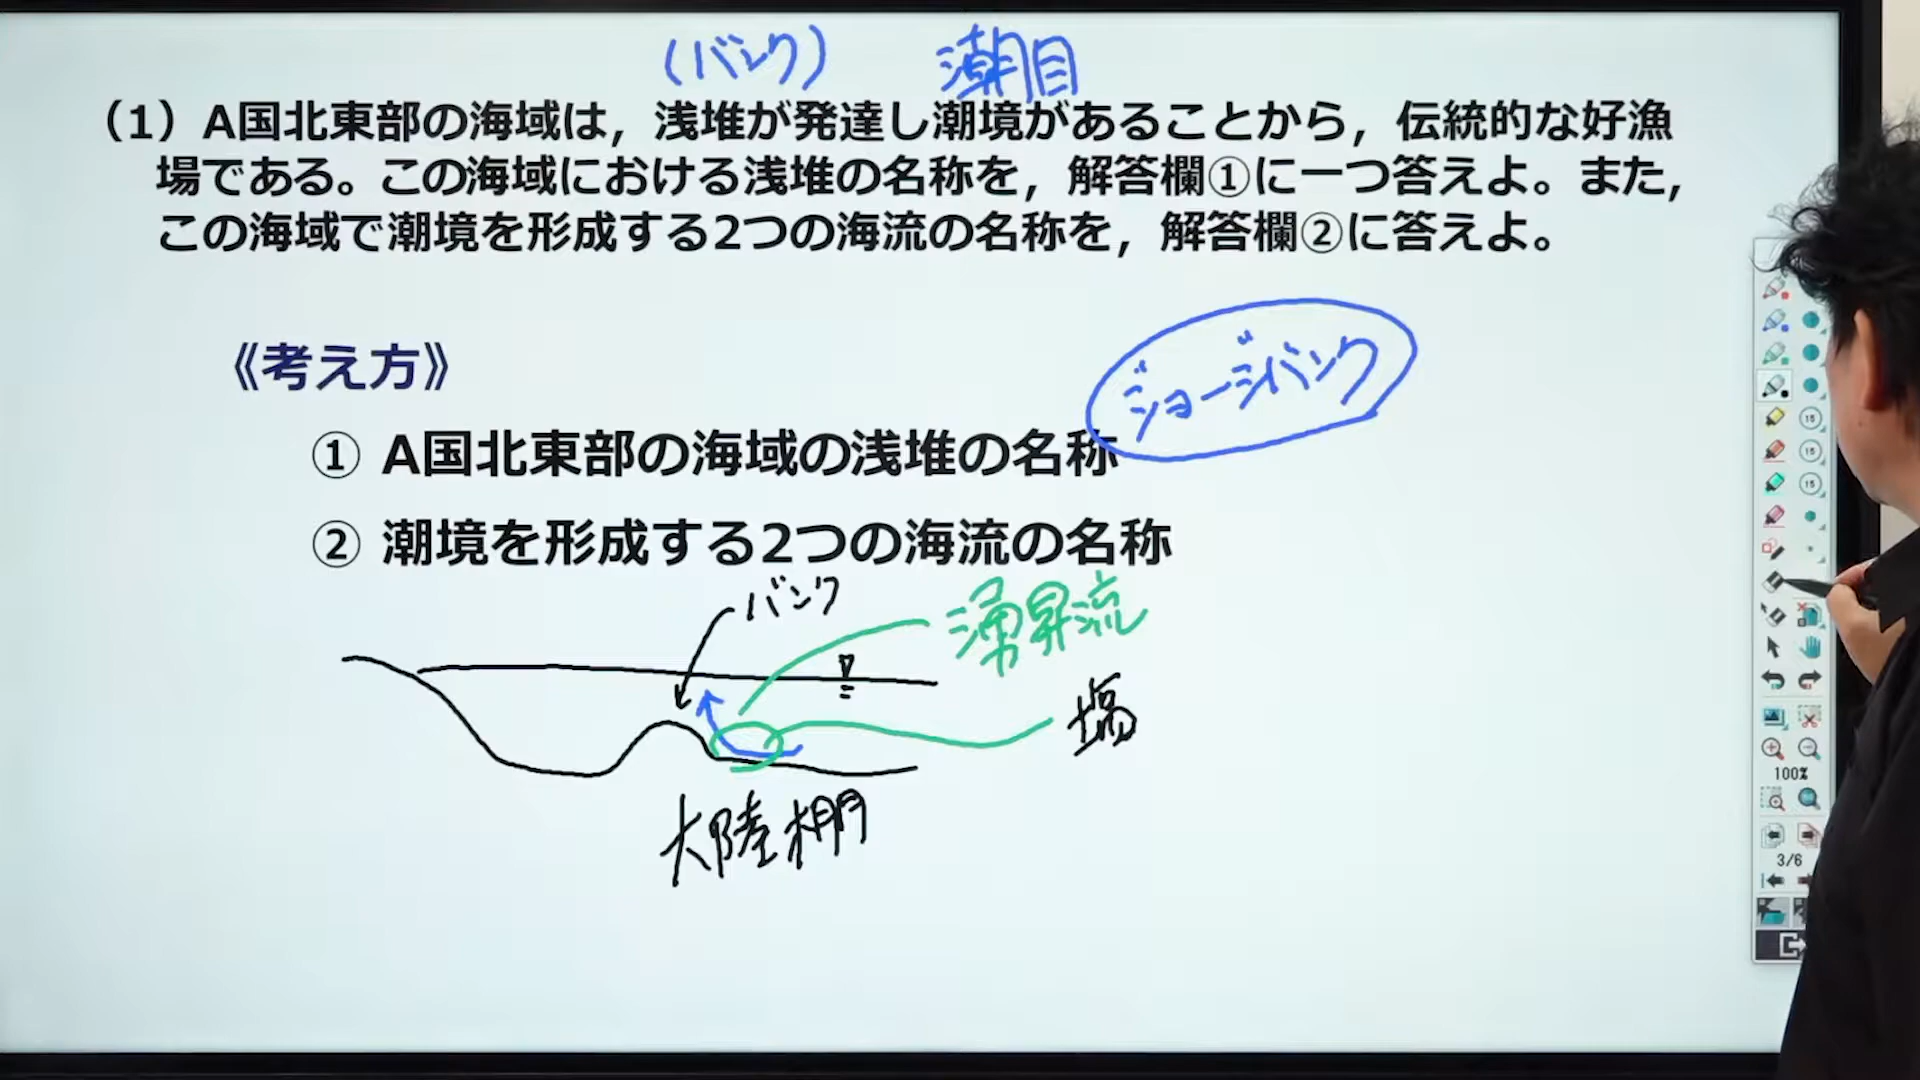 (バンク) 潮目
（1）A国北東部の海域は，浅堆が発達し潮境があることから，伝統的な好漁
場である。この海域における浅堆の名称を，解答欄①に一つ答えよ。また，
この海域で潮境を形成する2つの海流の名称を，解答欄②に答えよ。
《考え方》
ジョージバンク
① A国北東部の海域の浅堆の名称
② 潮境を形成する2つの海流の名称
バンク
湧昇流
大陸棚
15
15
15
100%
3/6